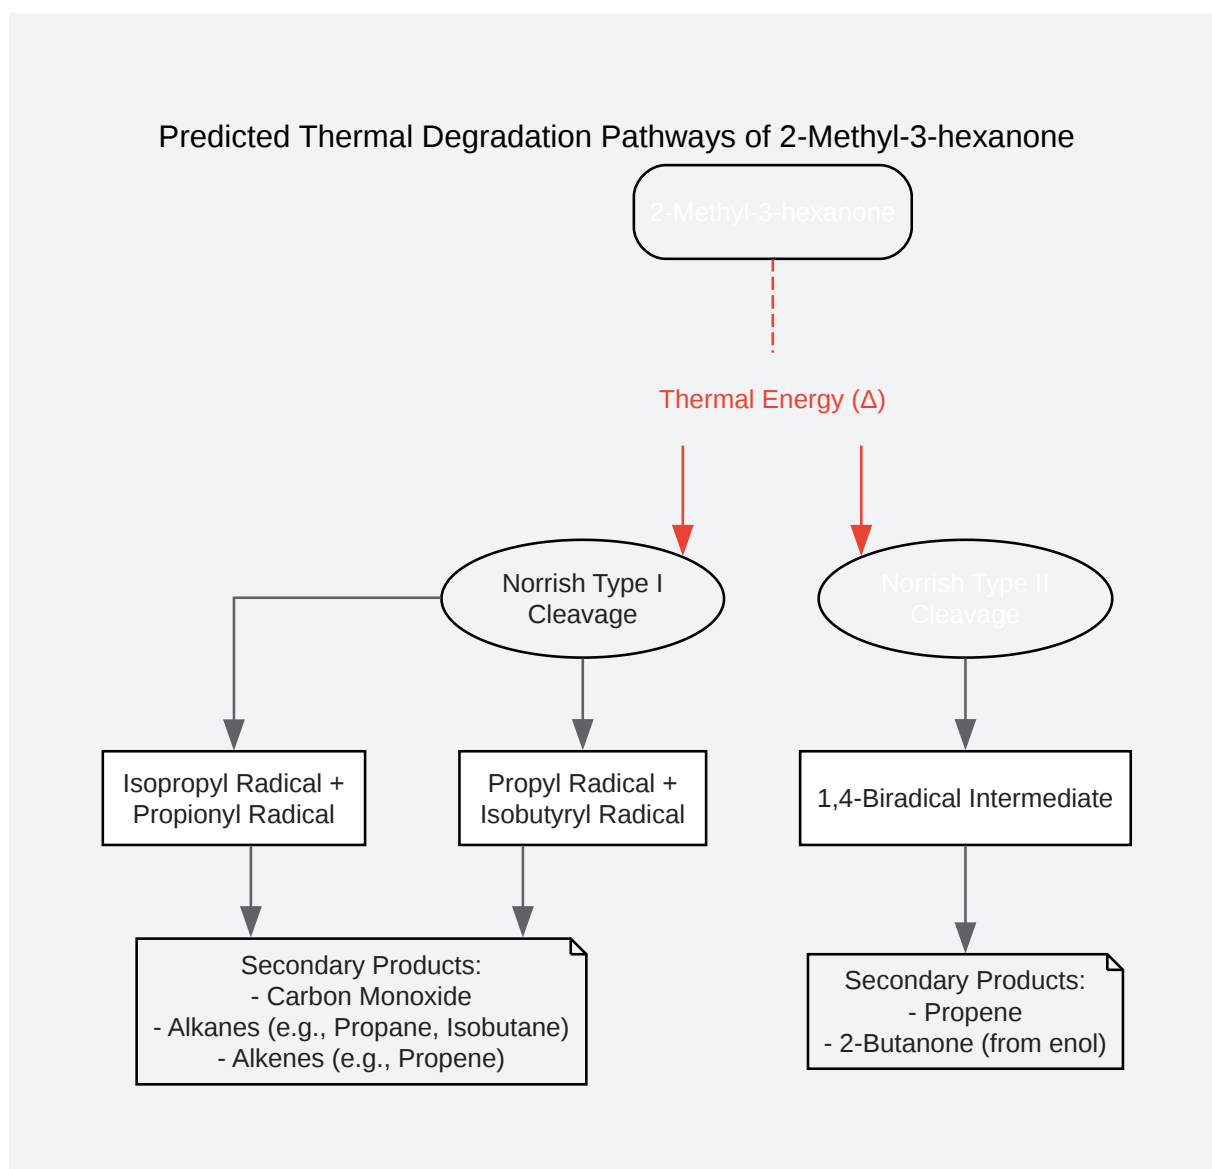 Predicted Thermal Degradation Pathways of 2-Methyl-3-hexanone
2-Methyl-3-hexanone
Thermal Energy (Δ)
Norrish Type I
Cleavage
Norrish Type II
Cleavage
Isopropyl Radical +
Propionyl Radical
Propyl Radical +
Isobutyryl Radical
1,4-Biradical Intermediate
Secondary Products:
- Carbon Monoxide
- Alkanes (e.g., Propane, Isobutane)
- Alkenes (e.g., Propene)
Secondary Products:
- Propene
- 2-Butanone (from enol)